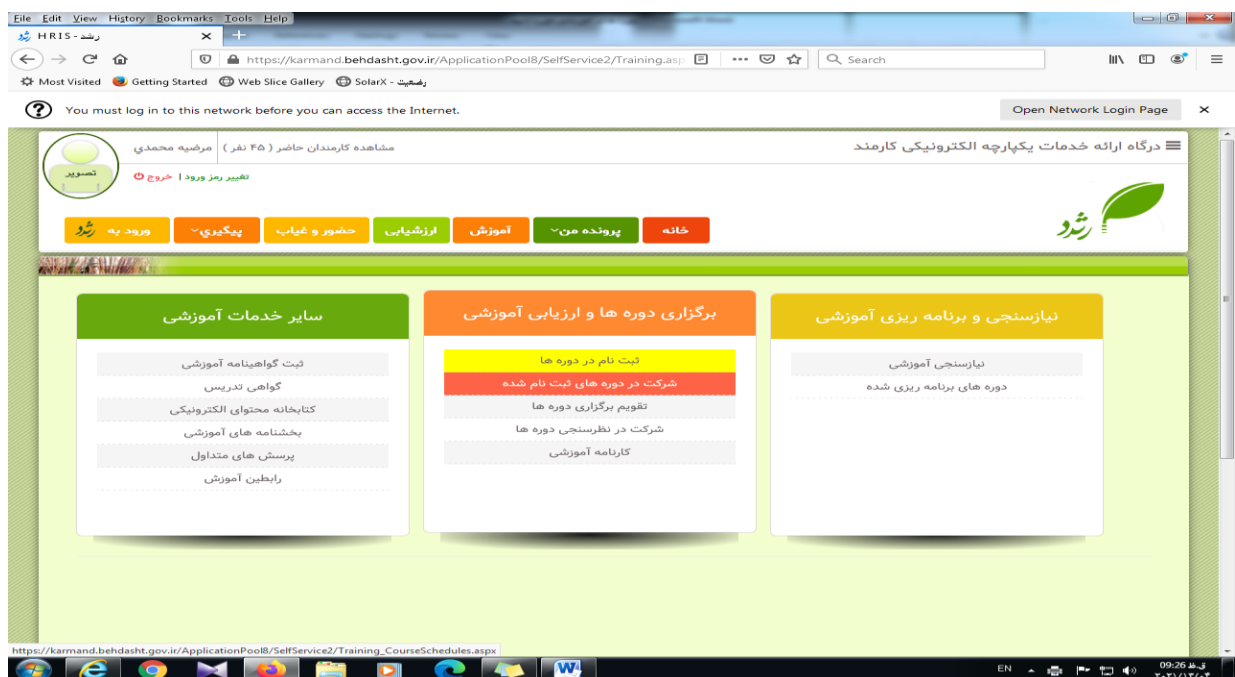 File Edit View History Bookmarks Tools Help
رشد - HRIS
https://karmand.behdasht.gov.ir/ApplicationPool8/SelfService2/Training.asp
Search
Most Visited Getting Started Web Slice Gallery SolarX - وضعیت
You must log in to this network before you can access the Internet.
Open Network Login Page
درگاه ارائه خدمات یکپارچه الکترونیکی کارمند
مشاهده کارمندان حاضر ( ۴۵ نفر )
مرضیه محمدي
تصویر
تغییر رمز ورود | خروج
رشد
خانه
پرونده من
آموزش
ارزشیابی
حضور و غیاب
پیگیري
ورود به رشد
نیازسنجی و برنامه ریزی آموزشی
نیازسنجی آموزشی
دوره های برنامه ریزی شده
برگزاری دوره ها و ارزیابی آموزشی
ثبت نام در دوره ها
شرکت در دوره های ثبت نام شده
تقویم برگزاری دوره ها
شرکت در نظرسنجی دوره ها
کارنامه آموزشی
سایر خدمات آموزشی
ثبت گواهینامه آموزشی
گواهی تدریس
کتابخانه محتوای الکترونیکی
بخشنامه های آموزشی
پرسش های متداول
رابطین آموزش
https://karmand.behdasht.gov.ir/ApplicationPool8/SelfService2/Training_CourseSchedules.aspx
EN
09:26 ق.ظ